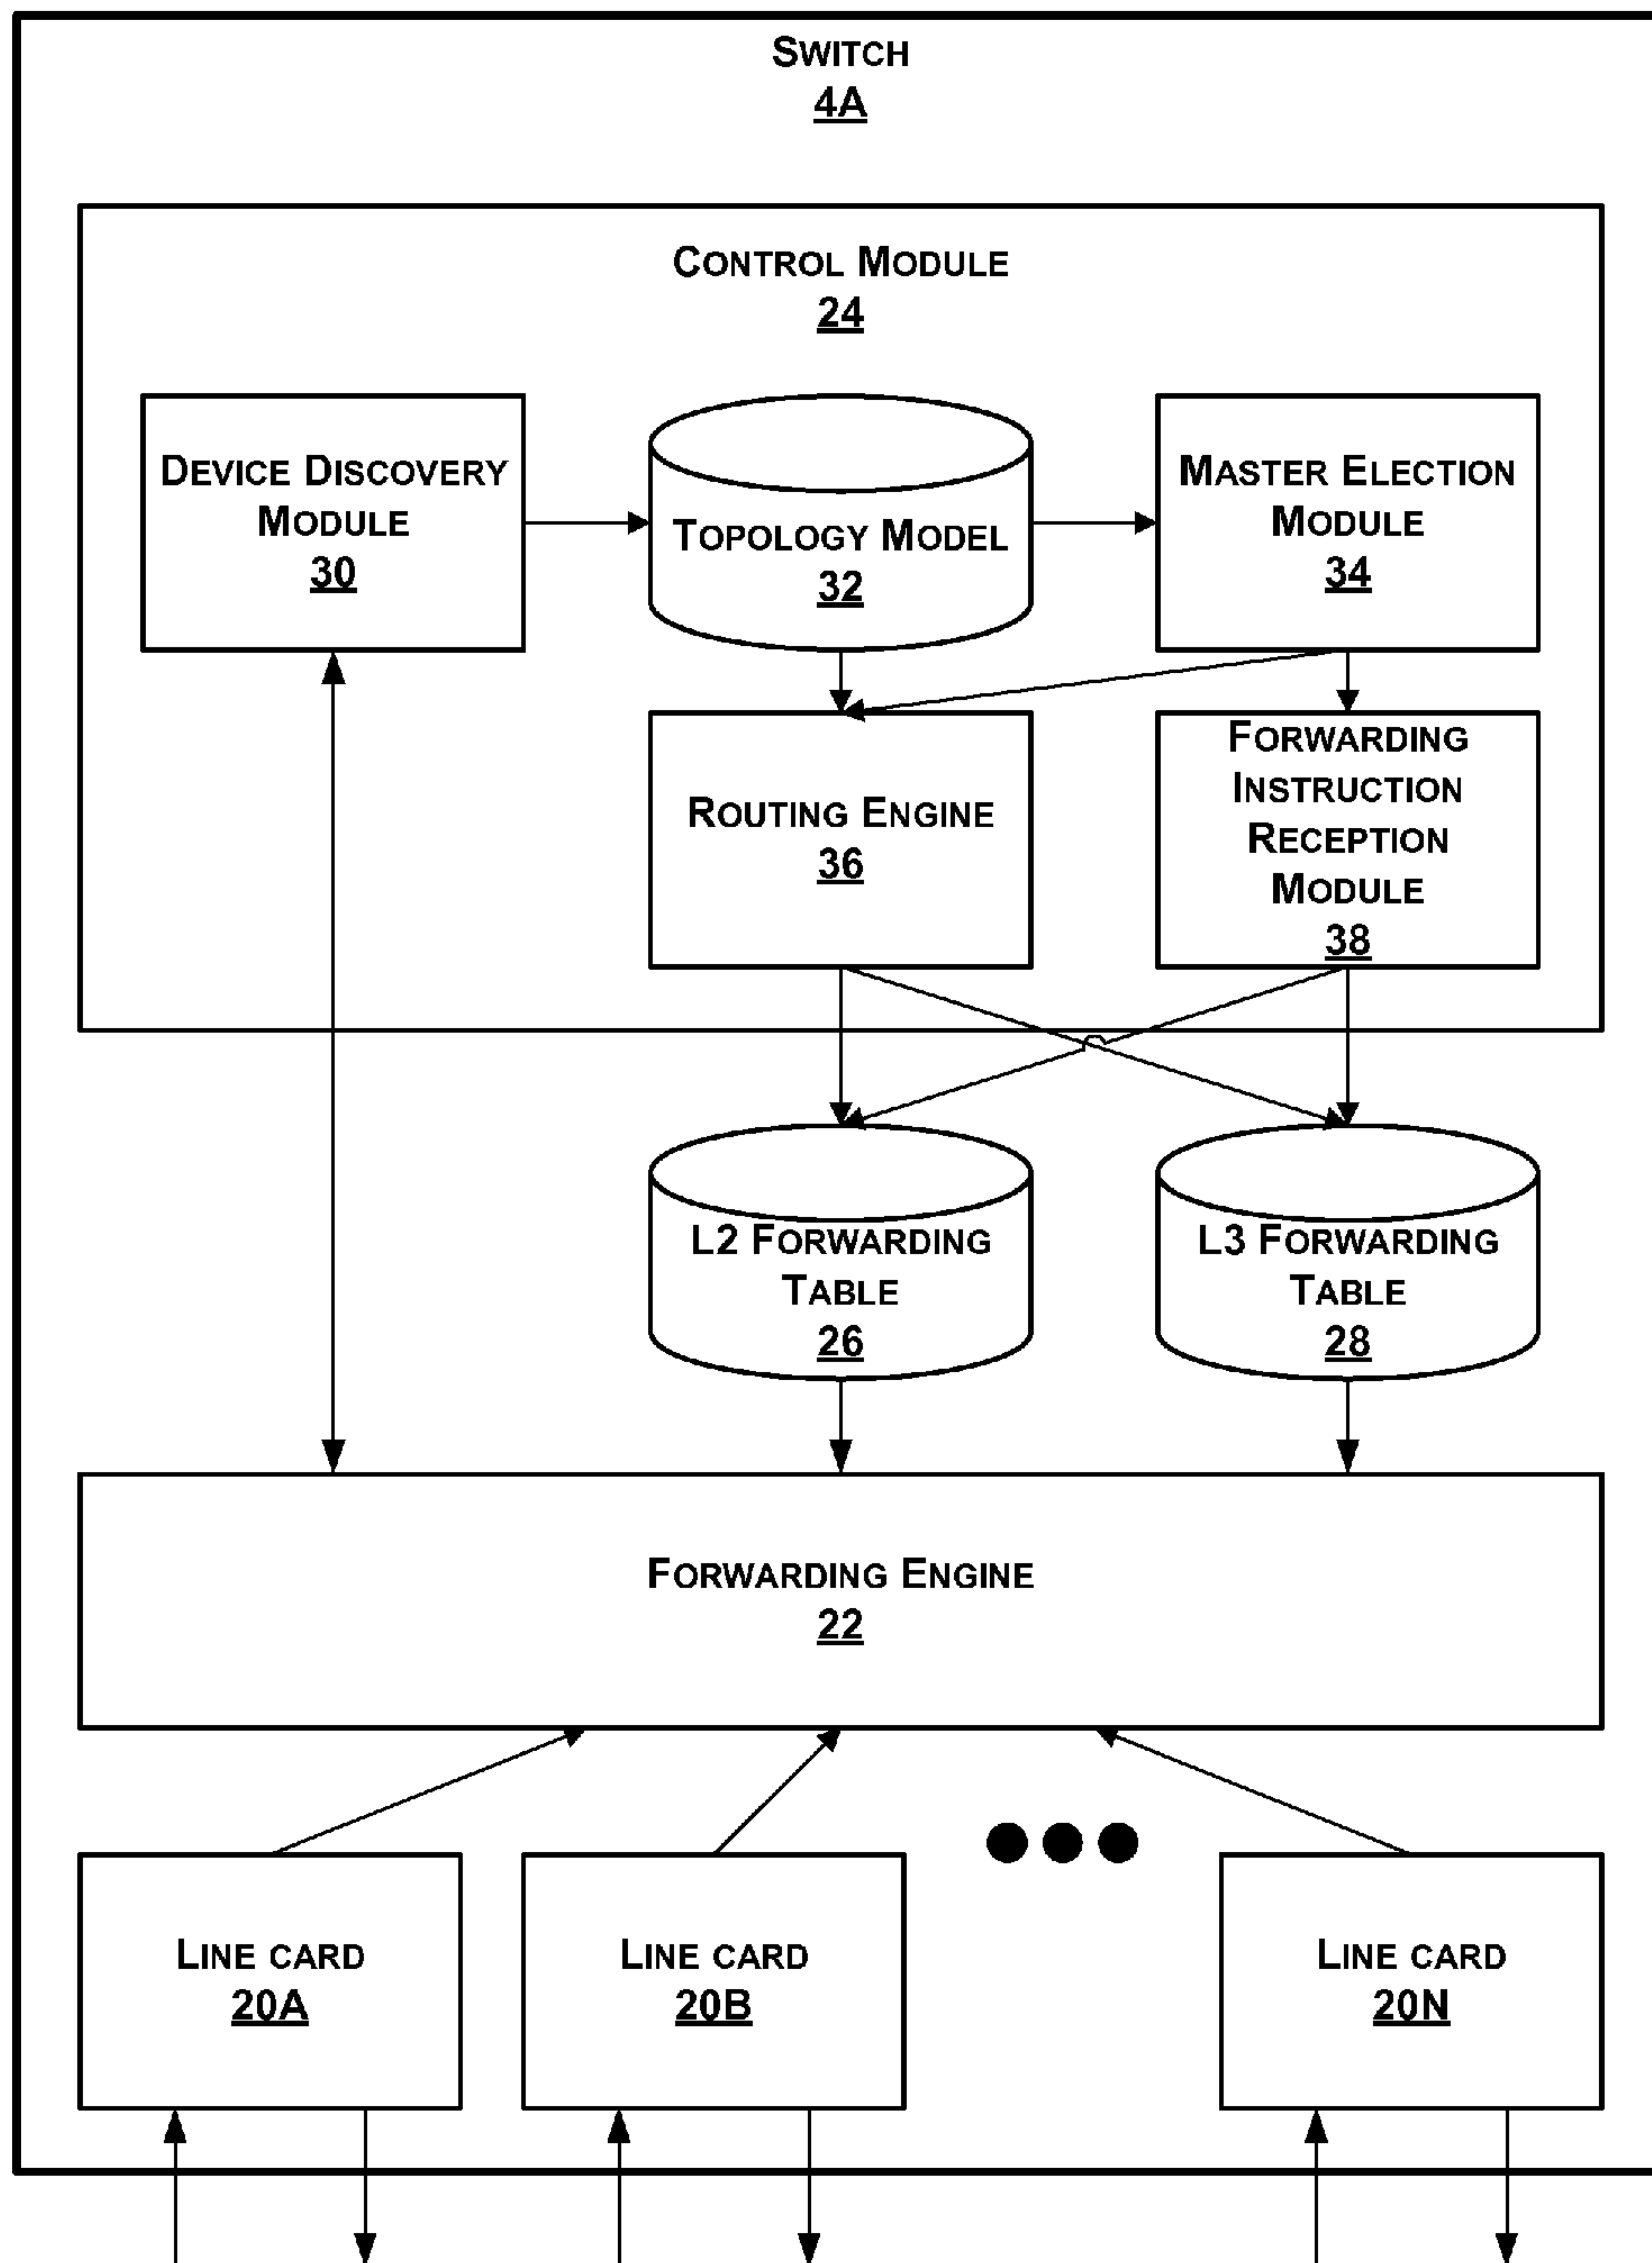 SWITCH
4A
CONTROL MODULE
24
DEVICE DISCOVERY
MODULE
30
TOPOLOGY MODEL
32
MASTER ELECTION
MODULE
34
ROUTING ENGINE
36
FORWARDING
INSTRUCTION
RECEPTION
MODULE
38
L2 FORWARDING
TABLE
26
L3 FORWARDING
TABLE
28
FORWARDING ENGINE
22
LINE CARD
20A
LINE CARD
20B
LINE CARD
20N